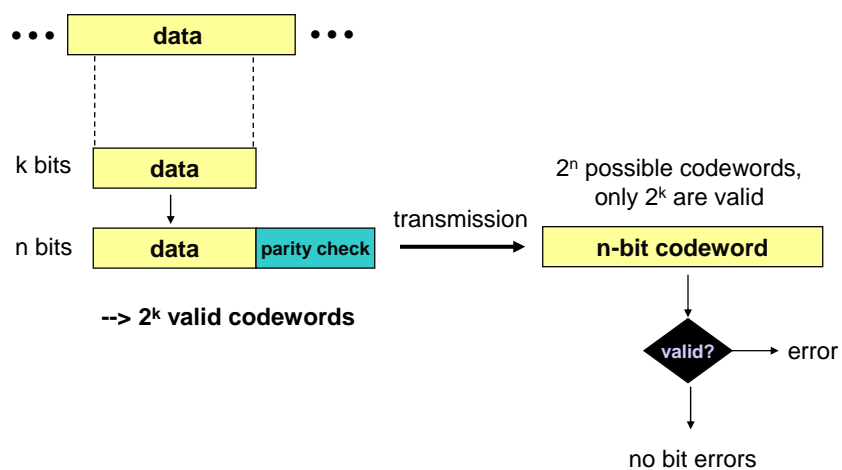 ••• data •••
k bits data
n bits data parity check
--> 2ᵏ valid codewords
transmission
2ⁿ possible codewords,
only 2ᵏ are valid
n-bit codeword
valid? error
no bit errors